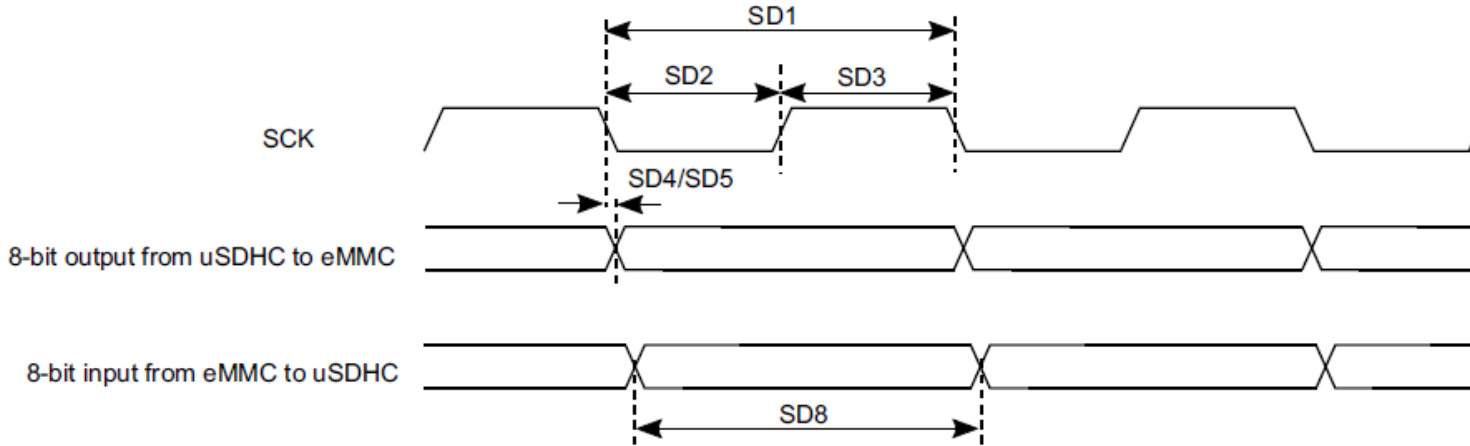 SD1
SD2
SD3
SCK
SD4/SD5
8-bit output from uSDHC to eMMC
8-bit input from eMMC to uSDHC
SD8